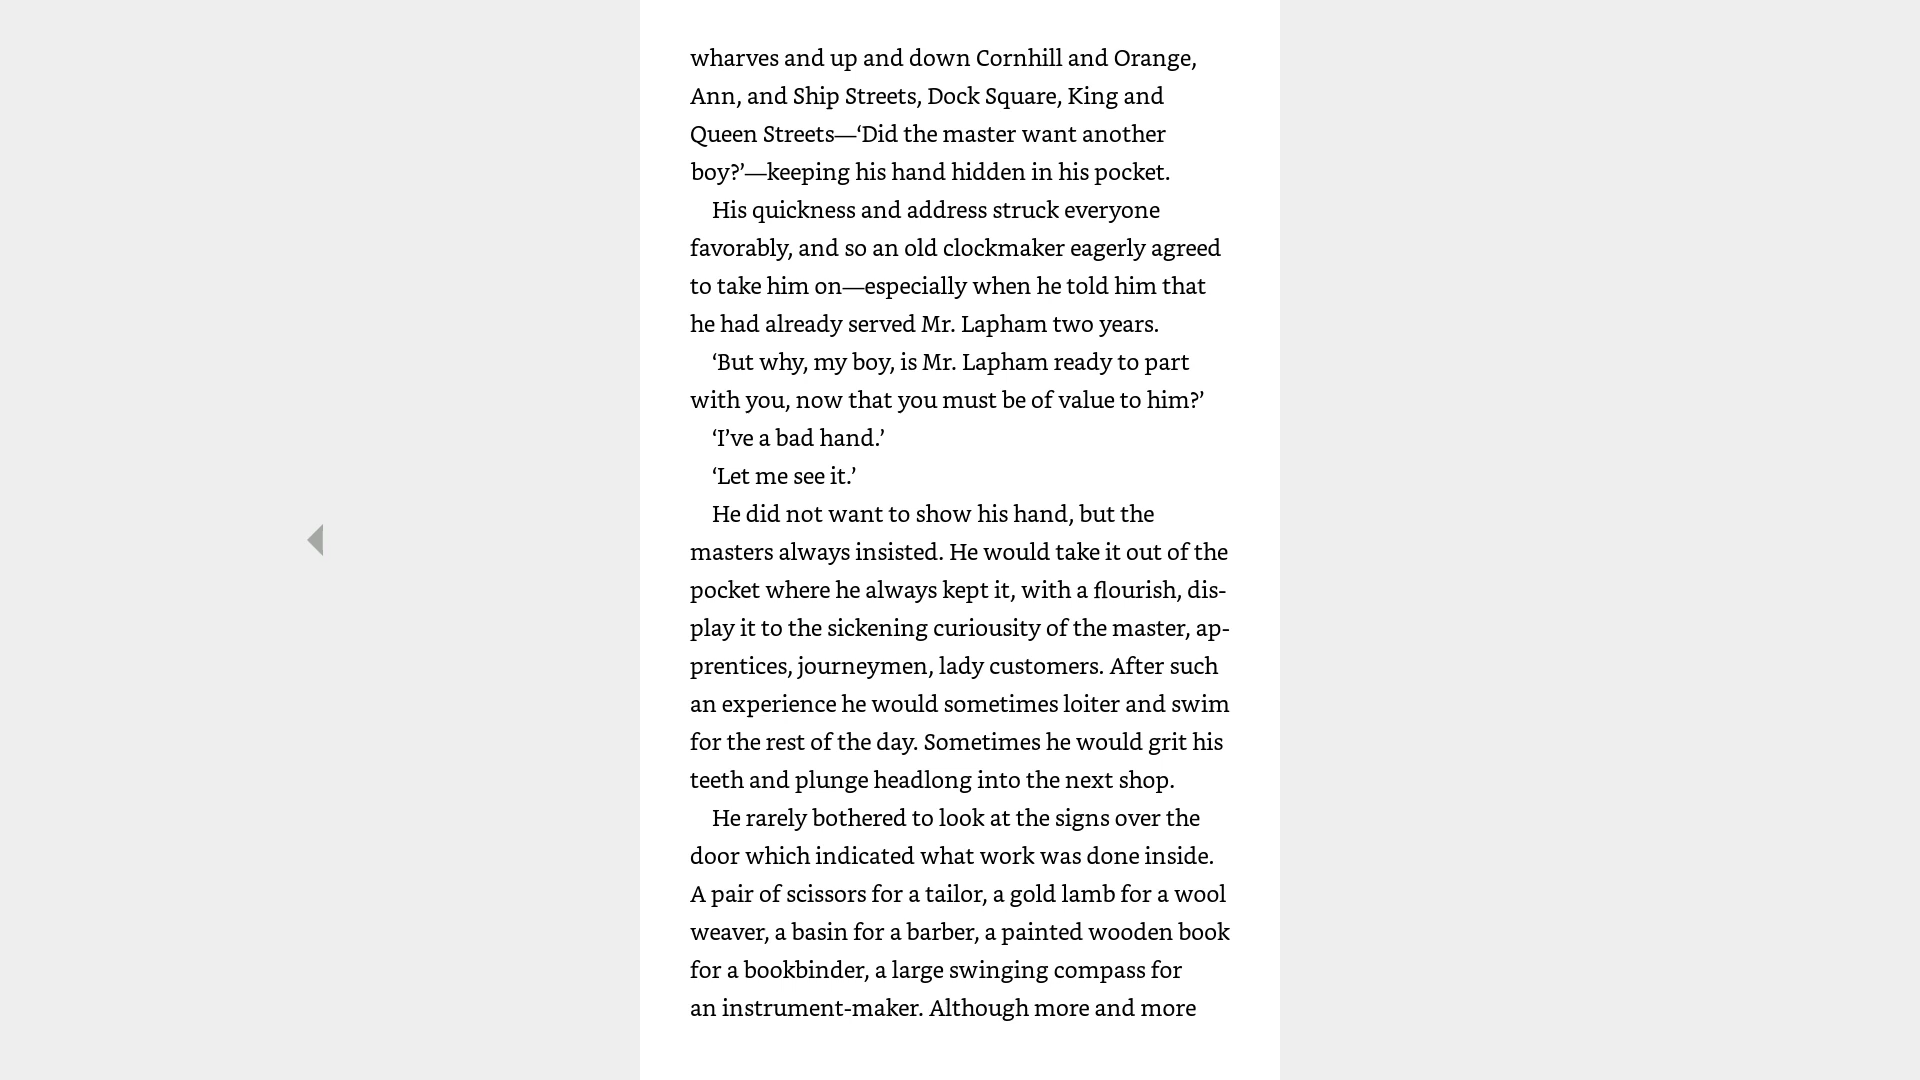 wharves and up and down Cornhill and Orange,
Ann, and Ship Streets, Dock Square, King and
Queen Streets—‘Did the master want another
boy?’—keeping his hand hidden in his pocket.
His quickness and address struck everyone
favorably, and so an old clockmaker eagerly agreed
to take him on—especially when he told him that
he had already served Mr. Lapham two years.
‘But why, my boy, is Mr. Lapham ready to part
with you, now that you must be of value to him?’
‘I’ve a bad hand.’
‘Let me see it.’
He did not want to show his hand, but the
masters always insisted. He would take it out of the
pocket where he always kept it, with a flourish, dis-
play it to the sickening curiousity of the master, ap-
prentices, journeymen, lady customers. After such
an experience he would sometimes loiter and swim
for the rest of the day. Sometimes he would grit his
teeth and plunge headlong into the next shop.
He rarely bothered to look at the signs over the
door which indicated what work was done inside.
A pair of scissors for a tailor, a gold lamb for a wool
weaver, a basin for a barber, a painted wooden book
for a bookbinder, a large swinging compass for
an instrument-maker. Although more and more